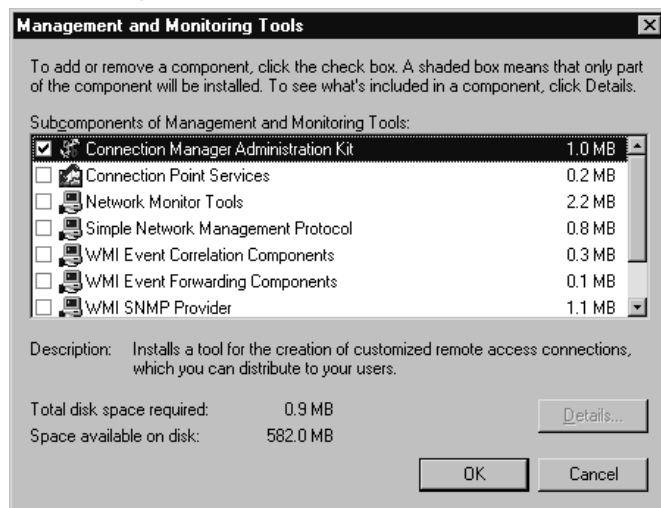 Management and Monitoring Tools
To add or remove a component, click the check box. A shaded box means that only part
of the component will be installed. To see what's included in a component, click Details.
Subcomponents of Management and Monitoring Tools:
Connection Manager Administration Kit 1.0 MB
Connection Point Services 0.2 MB
Network Monitor Tools 2.2 MB
Simple Network Management Protocol 0.8 MB
WMI Event Correlation Components 0.3 MB
WMI Event Forwarding Components 0.1 MB
WMI SNMP Provider 1.1 MB
Description: Installs a tool for the creation of customized remote access connections,
which you can distribute to your users.
Total disk space required: 0.9 MB
Space available on disk: 582.0 MB
Details...
OK Cancel